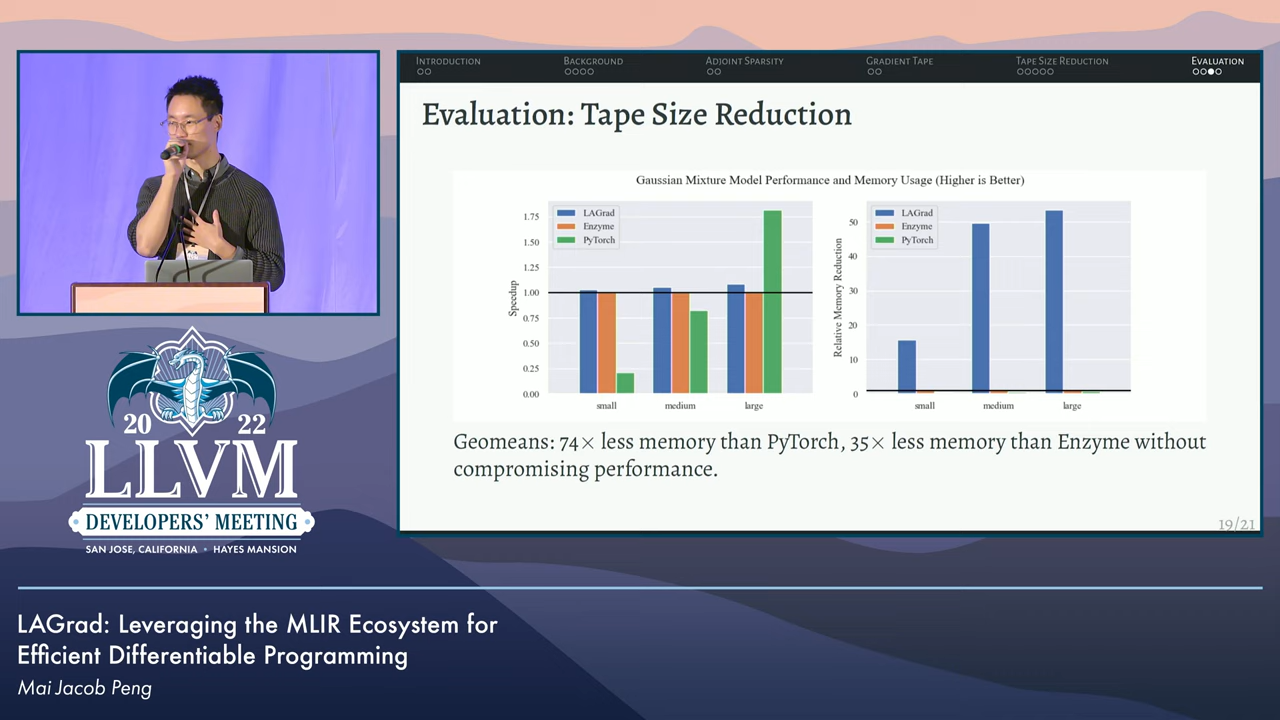 INTRODUCTION
BACKGROUND
ADJOINT SPARSITY
GRADIENT TAPE
TAPE SIZE REDUCTION
EVALUATION
Evaluation: Tape Size Reduction
Gaussian Mixture Model Performance and Memory Usage (Higher is Better)
Speedup
1.75
1.50
1.25
1.00
0.75
0.50
0.25
0.00
LAGrad
Enzyme
PyTorch
small
medium
large
Relative Memory Reduction
50
40
30
20
10
0
LAGrad
Enzyme
PyTorch
small
medium
large
Geomeans: 74× less memory than PyTorch, 35× less memory than Enzyme without
compromising performance.
19/21
20 22
LLVM
DEVELOPERS' MEETING
SAN JOSE, CALIFORNIA • HAYES MANSION
LAGrad: Leveraging the MLIR Ecosystem for
Efficient Differentiable Programming
Mai Jacob Peng